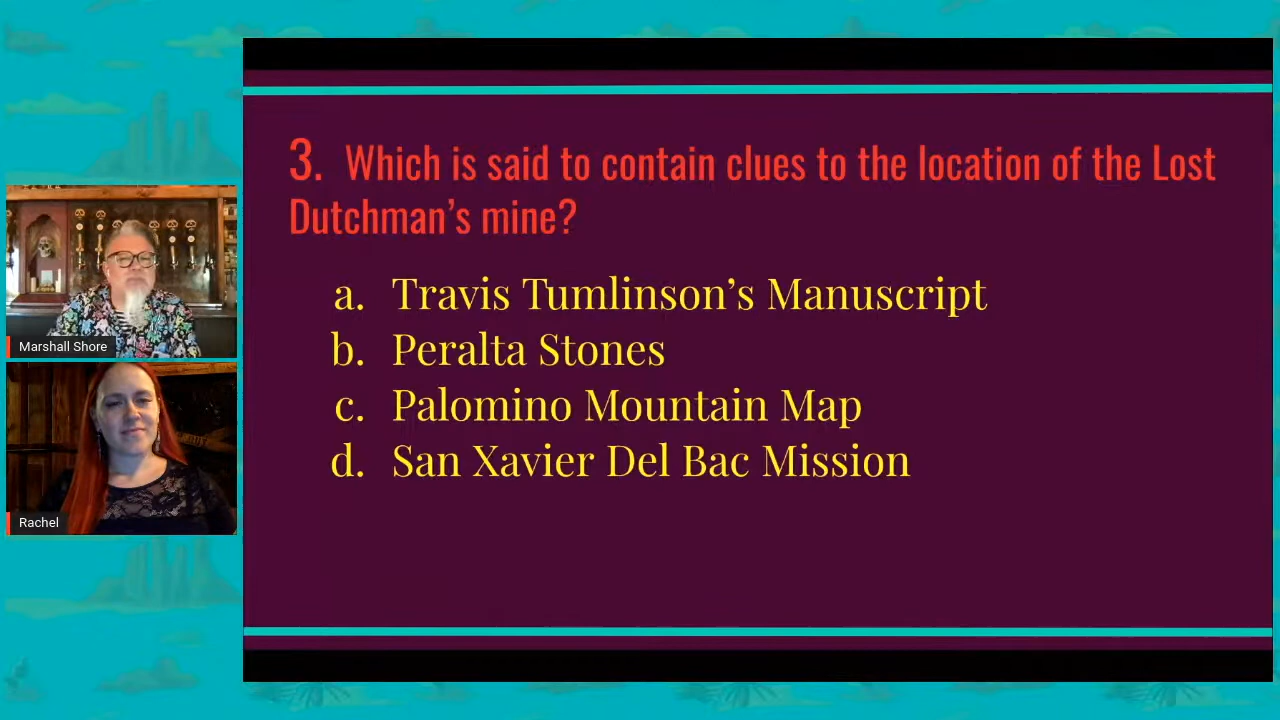 3. Which is said to contain clues to the location of the Lost
Dutchman’s mine?
a. Travis Tumlinson’s Manuscript
b. Peralta Stones
c. Palomino Mountain Map
d. San Xavier Del Bac Mission
Marshall Shore
Rachel